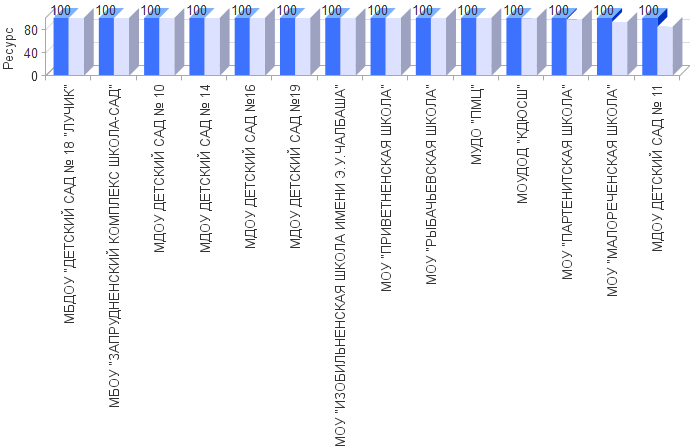 100 100 100 100 100 100 100 100 100 100 100 100 100 100
80
40
0
Ресурс
МБДОУ "ДЕТСКИЙ САД № 18 "ЛУЧИК"
МБОУ "ЗАПРУДНЕНСКИЙ КОМПЛЕКС ШКОЛА-САД"
МДОУ ДЕТСКИЙ САД № 10
МДОУ ДЕТСКИЙ САД № 14
МДОУ ДЕТСКИЙ САД №16
МДОУ ДЕТСКИЙ САД №19
МОУ "ИЗОБИЛЬНЕНСКАЯ ШКОЛА ИМЕНИ Э.У.ЧАЛБАША"
МОУ "ПРИВЕТНЕНСКАЯ ШКОЛА"
МОУ "РЫБАЧЬЕВСКАЯ ШКОЛА"
МУДО "ПМЦ"
МОУДОД "КДЮСШ"
МОУ "ПАРТЕНИТСКАЯ ШКОЛА"
МОУ "МАЛОРЕЧЕНСКАЯ ШКОЛА"
МДОУ ДЕТСКИЙ САД № 11